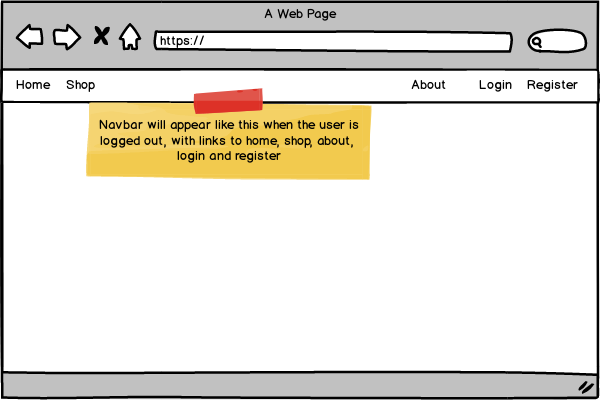 A Web Page
https://
Home Shop About Login Register
Navbar will appear like this when the user is
logged out, with links to home, shop, about,
login and register